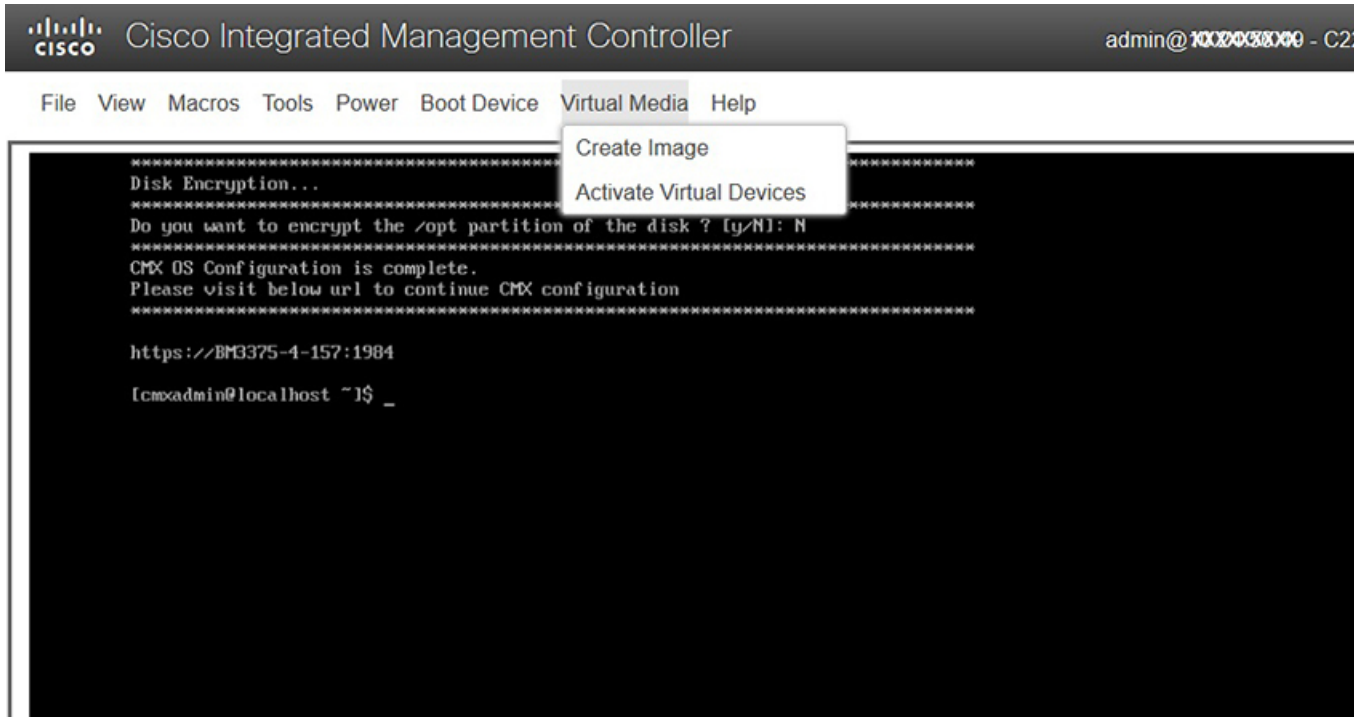 CISCO Cisco Integrated Management Controller admin@ - C22
File View Macros Tools Power Boot Device Virtual Media Help
Create Image
Activate Virtual Devices
********************************************************************************
Disk Encryption...
********************************************************************************
Do you want to encrypt the /opt partition of the disk ? [y/N]: N
********************************************************************************
CMX OS Configuration is complete.
Please visit below url to continue CMX configuration
********************************************************************************
https://BM3375-4-157:1984
[cmxadmin@localhost ~]$ _